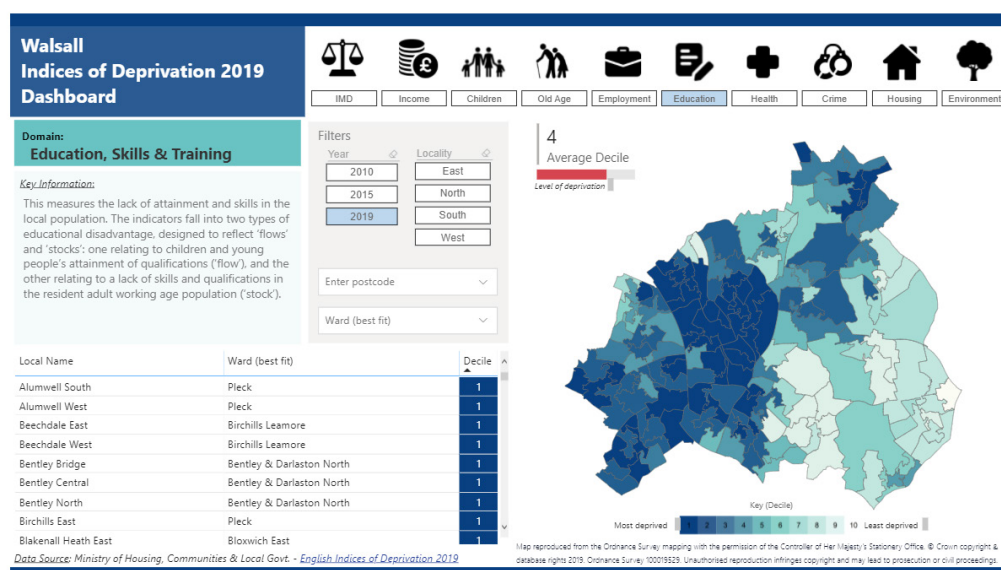 Walsall
Indices of Deprivation 2019
Dashboard
IMD
Income
Children
Old Age
Employment
Education
Health
Crime
Housing
Environment
Domain:
Education, Skills & Training
Key Information:
This measures the lack of attainment and skills in the
local population. The indicators fall into two types of
educational disadvantage, designed to reflect 'flows'
and 'stocks': one relating to children and young
people's attainment of qualifications ('flow'), and the
other relating to a lack of skills and qualifications in
the resident adult working age population ('stock').
Filters
Year
2010
2015
2019
Locality
East
North
South
West
Enter postcode
Ward (best fit)
4
Average Decile
Level of deprivation
Local Name Ward (best fit) Decile
Alumwell South Pleck 1
Alumwell West Pleck 1
Beechdale East Birchills Leamore 1
Beechdale West Birchills Leamore 1
Bentley Bridge Bentley & Darlaston North 1
Bentley Central Bentley & Darlaston North 1
Bentley North Bentley & Darlaston North 1
Birchills East Pleck 1
Blakenall Heath East Bloxwich East 1
Data Source: Ministry of Housing, Communities & Local Govt. - English Indices of Deprivation 2019
Key (Decile)
Most deprived 1 2 3 4 5 6 7 8 9 10 Least deprived
Map reproduced from the Ordnance Survey mapping with the permission of the Controller of Her Majesty's Stationery Office. © Crown copyright &
database rights 2019. Ordnance Survey 100019529. Unauthorised reproduction infringes copyright and may lead to prosecution or civil proceedings.